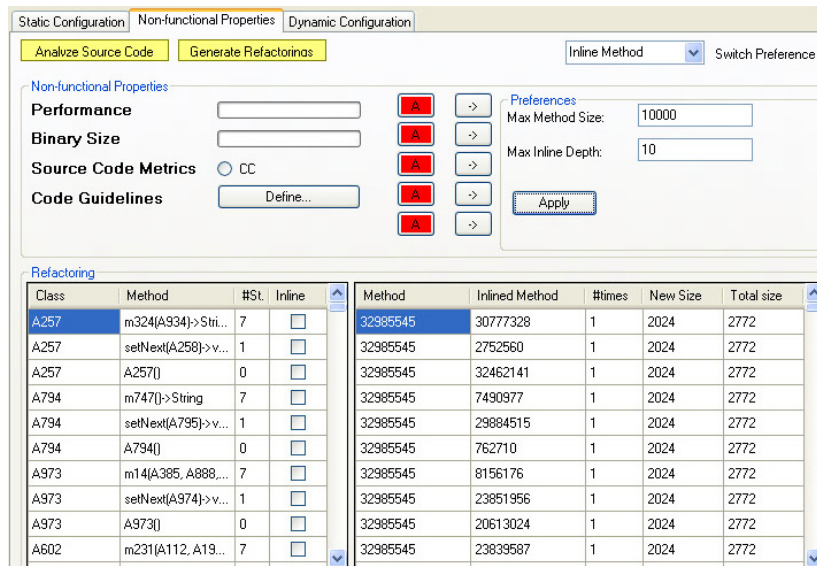 Static Configuration Non-functional Properties Dynamic Configuration
Analyze Source Code Generate Refactorings Inline Method Switch Preference
Non-functional Properties
Performance A ->
Binary Size A ->
Source Code Metrics CC A ->
Code Guidelines Define... A ->
A ->
Preferences
Max Method Size: 10000
Max Inline Depth: 10
Apply
Refactoring
Class Method #St. Inline Method Inlined Method #times New Size Total size
A257 m324(A934)->Stri... 7 32985545 30777328 1 2024 2772
A257 setNext(A258)->v... 1 32985545 2752560 1 2024 2772
A257 A257() 0 32985545 32462141 1 2024 2772
A794 m747()->String 7 32985545 7490977 1 2024 2772
A794 setNext(A795)->v... 1 32985545 29884515 1 2024 2772
A794 A794() 0 32985545 762710 1 2024 2772
A973 m14(A385, A888,... 7 32985545 8156176 1 2024 2772
A973 setNext(A974)->v... 1 32985545 23851956 1 2024 2772
A973 A973() 0 32985545 20613024 1 2024 2772
A602 m231(A112, A19... 7 32985545 23839587 1 2024 2772